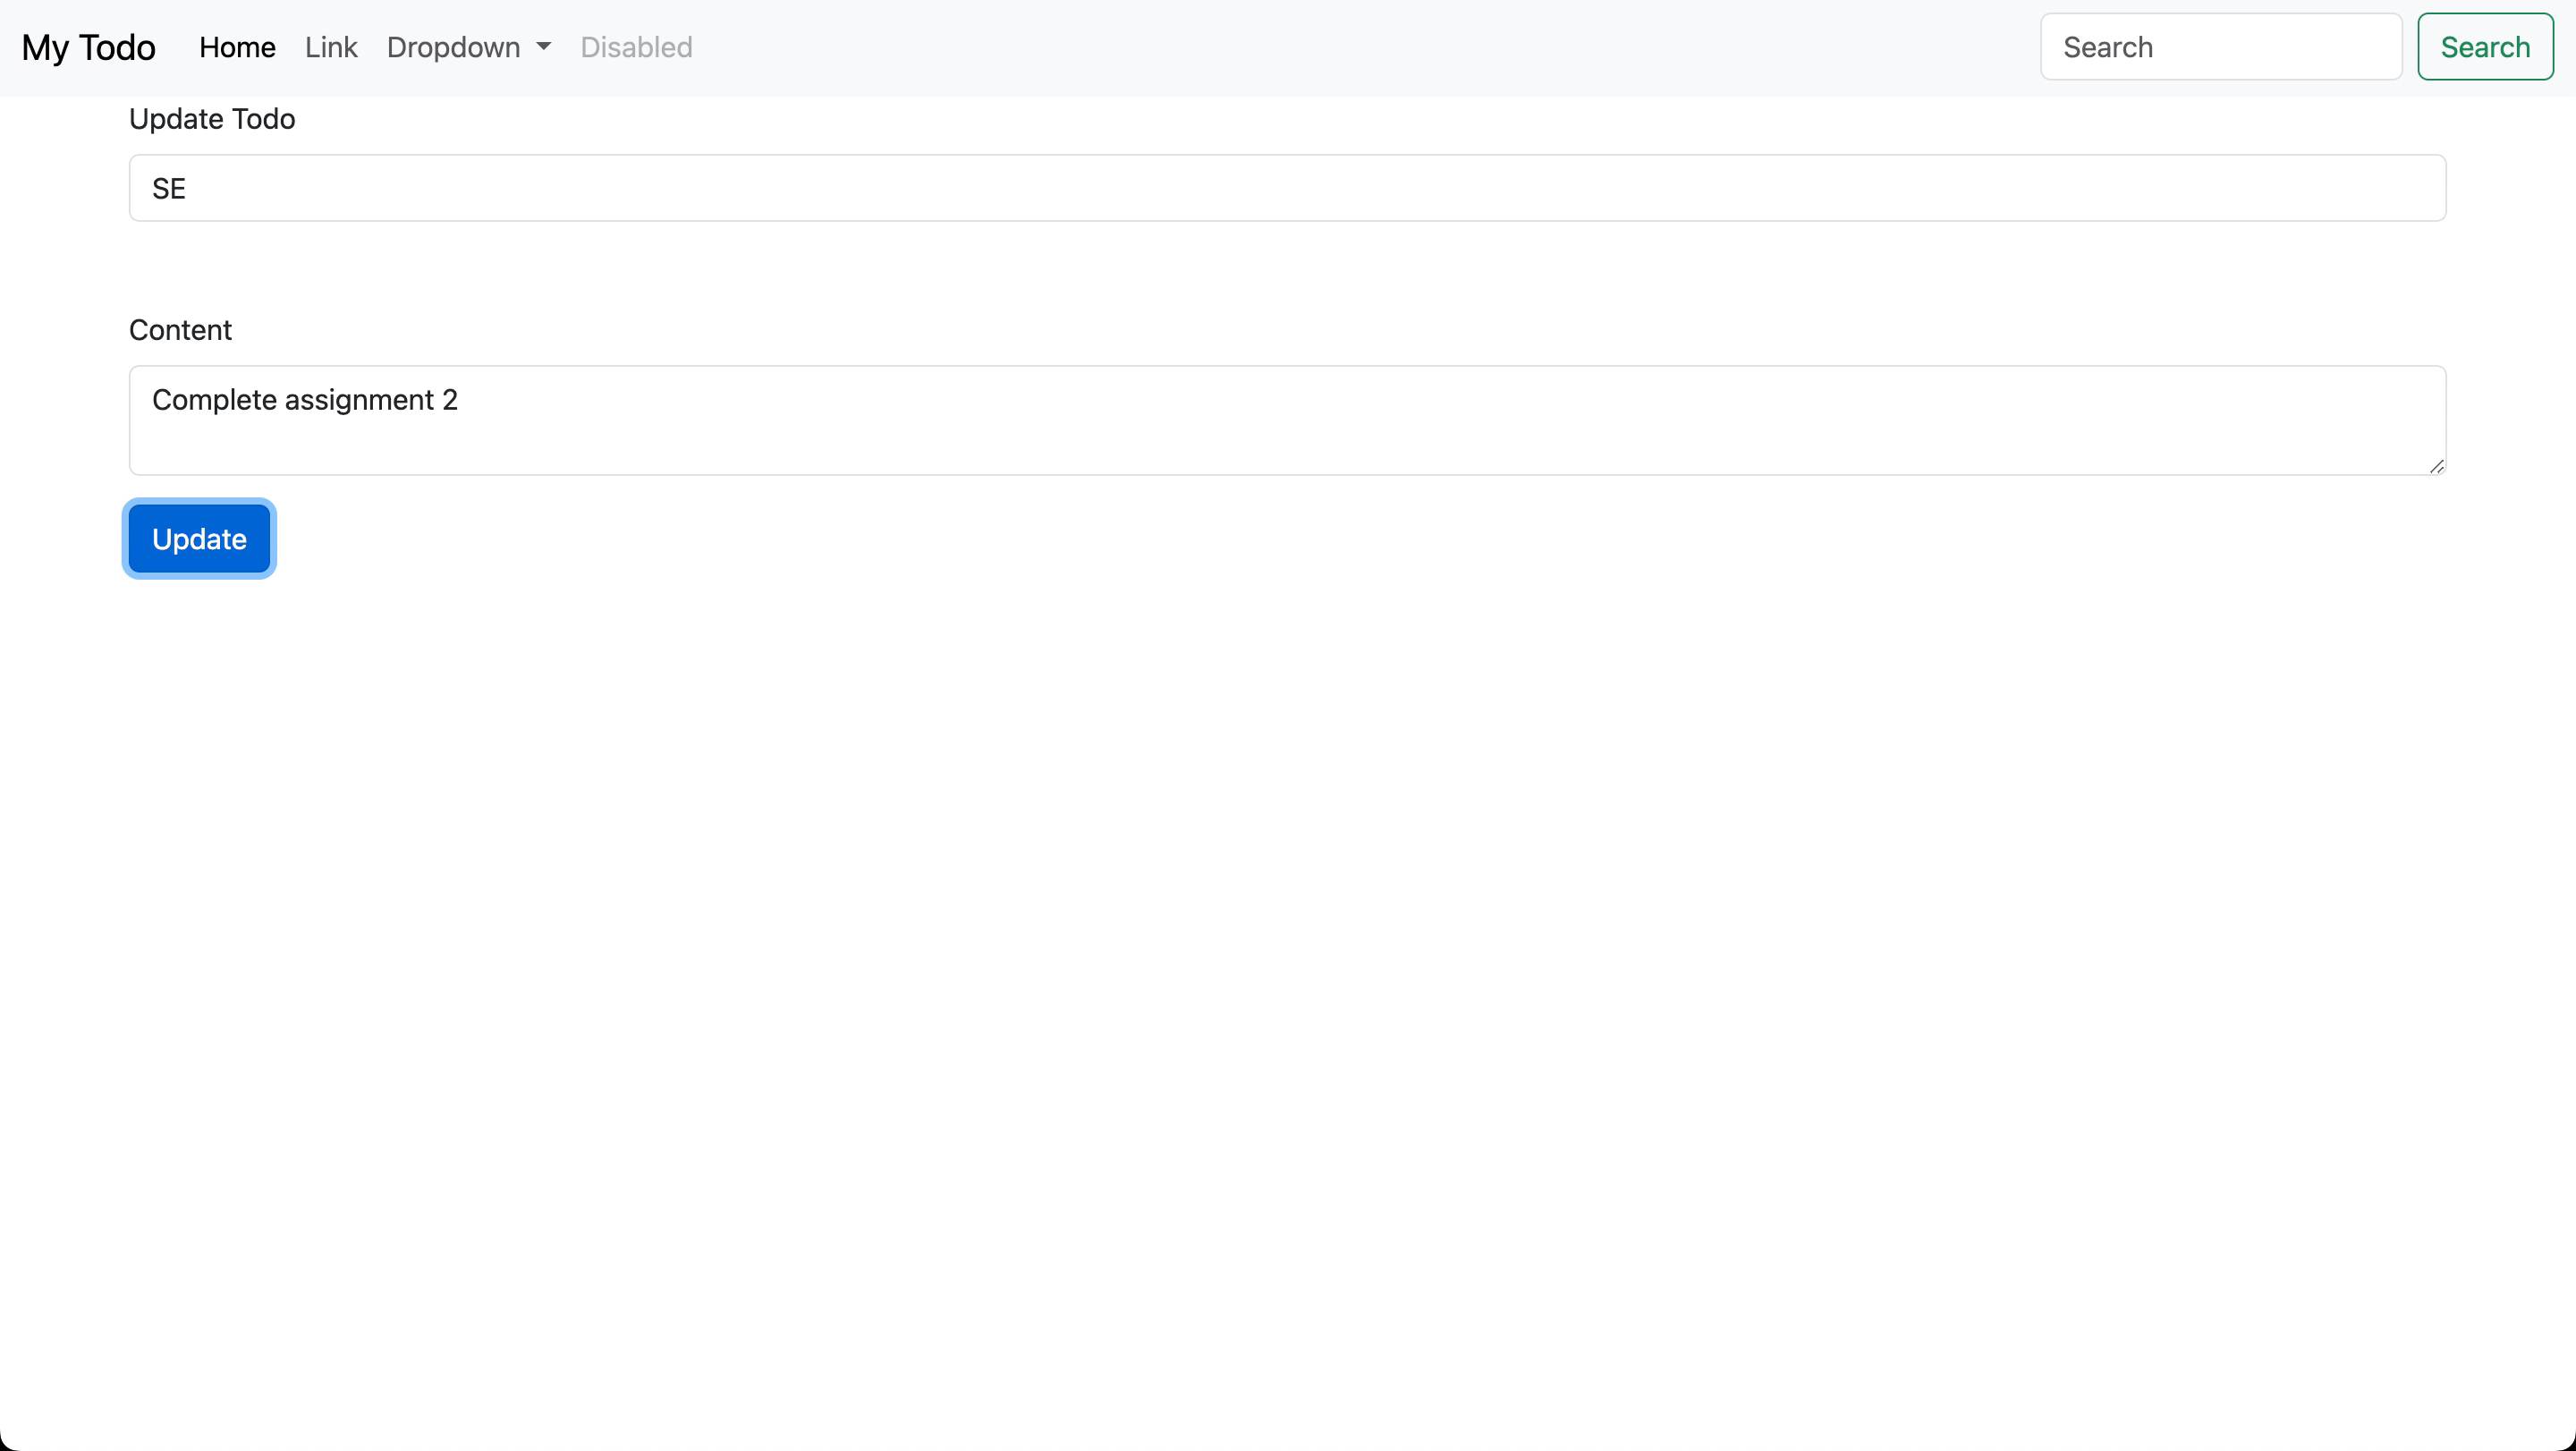 My Todo Home Link Dropdown Disabled Search Search
Update Todo
SE
Content
Complete assignment 2
Update